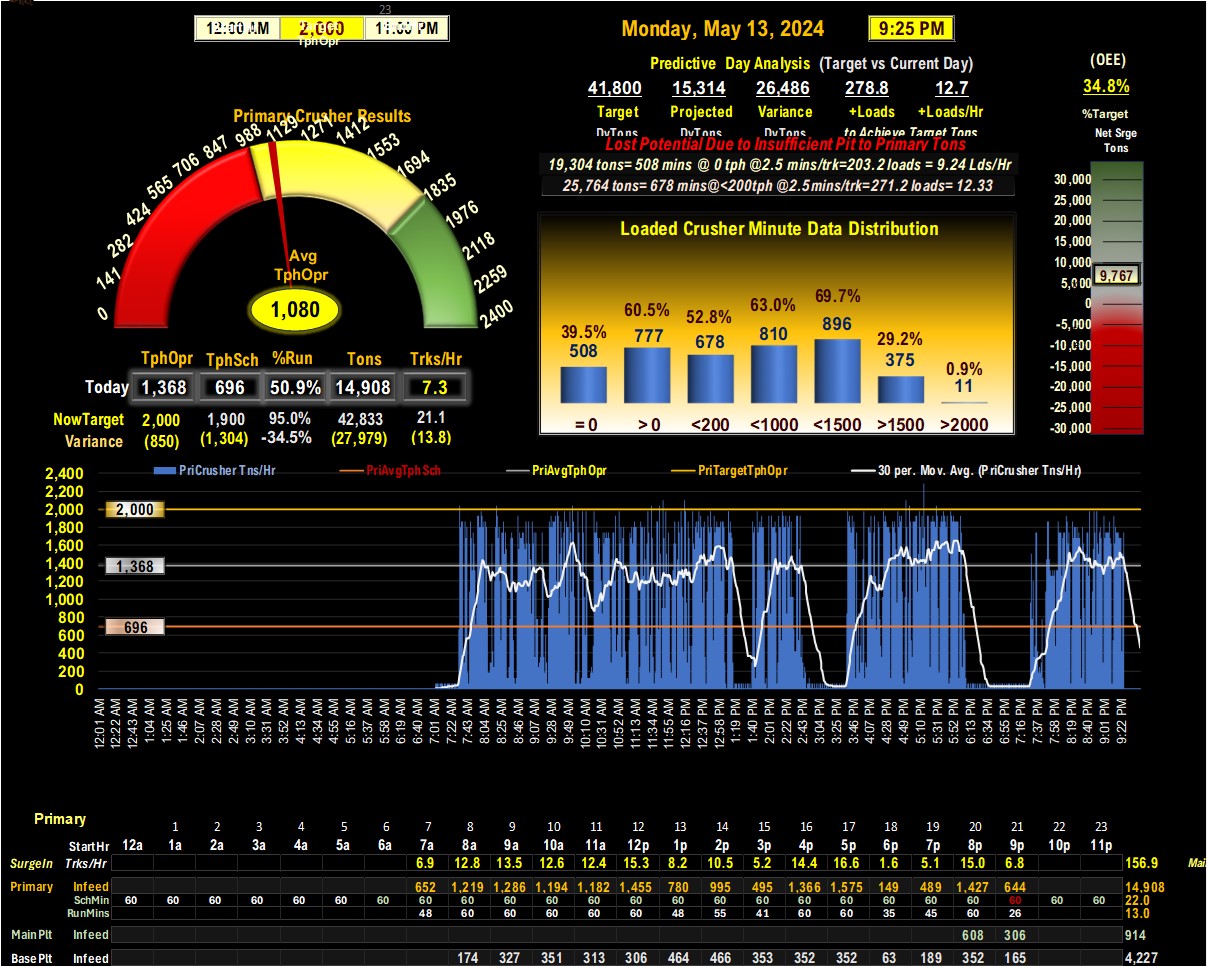 23
12:00 AM 2,000 11:00 PM
TphOpr
Monday, May 13, 2024 9:25 PM
Predictive Day Analysis (Target vs Current Day)
41,800 15,314 26,486 278.8 12.7
Target Projected Variance +Loads +Loads/Hr
DyTons DyTons DyTons to Achieve Target Tons
Lost Potential Due to Insufficient Pit to Primary Tons
19,304 tons= 508 mins @ 0 tph @2.5 mins/trk=203.2 loads = 9.24 Lds/Hr
25,764 tons= 678 mins@<200tph @2.5mins/trk=271.2 loads= 12.33
(OEE)
34.8%
%Target
Net Srge
Tons
30,000
25,000
20,000
15,000
10,000
9,767
5,000
0
-5,000
-10,000
-15,000
-20,000
-25,000
-30,000
Primary Crusher Results
0 141 282 424 565 706 847 988 1129 1271 1412 1553 1694 1835 1976 2118 2259 2400
Avg
TphOpr
1,080
TphOpr TphSch %Run Tons Trks/Hr
Today 1,368 696 50.9% 14,908 7.3
NowTarget 2,000 1,900 95.0% 42,833 21.1
Variance (850) (1,304) -34.5% (27,979) (13.8)
Loaded Crusher Minute Data Distribution
39.5% 60.5% 52.8% 63.0% 69.7% 29.2% 0.9%
508 777 678 810 896 375 11
= 0 > 0 <200 <1000 <1500 >1500 >2000
PriCrusher Tns/Hr PriAvgTphSch PriAvgTphOpr PriTargetTphOpr 30 per. Mov. Avg. (PriCrusher Tns/Hr)
2,400
2,200
2,000 2,000
1,800
1,600
1,400 1,368
1,200
1,000
800
600 696
400
200
0
12:01 AM 12:22 AM 12:43 AM 1:04 AM 1:25 AM 1:46 AM 2:07 AM 2:28 AM 2:49 AM 3:10 AM 3:31 AM 3:52 AM 4:13 AM 4:34 AM 4:55 AM 5:16 AM 5:37 AM 5:58 AM 6:19 AM 6:40 AM 7:01 AM 7:22 AM 7:43 AM 8:04 AM 8:25 AM 8:46 AM 9:07 AM 9:28 AM 9:49 AM 10:10 AM 10:31 AM 10:52 AM 11:13 AM 11:34 AM 11:55 AM 12:16 PM 12:37 PM 12:58 PM 1:19 PM 1:40 PM 2:01 PM 2:22 PM 2:43 PM 3:04 PM 3:25 PM 3:46 PM 4:07 PM 4:28 PM 4:49 PM 5:10 PM 5:31 PM 5:52 PM 6:13 PM 6:34 PM 6:55 PM 7:16 PM 7:37 PM 7:58 PM 8:19 PM 8:40 PM 9:01 PM 9:22 PM
Primary
1 2 3 4 5 6 7 8 9 10 11 12 13 14 15 16 17 18 19 20 21 22 23
StartHr 12a 1a 2a 3a 4a 5a 6a 7a 8a 9a 10a 11a 12p 1p 2p 3p 4p 5p 6p 7p 8p 9p 10p 11p
SurgeIn Trks/Hr 6.9 12.8 13.5 12.6 12.4 15.3 8.2 10.5 5.2 14.4 16.6 1.6 5.1 15.0 6.8 156.9
Primary Infeed 652 1,219 1,286 1,194 1,182 1,455 780 995 495 1,366 1,575 149 489 1,427 644 14,908
SchMin 60 60 60 60 60 60 60 60 60 60 60 60 60 60 60 60 60 60 60 60 60 60 60 60 22.0
RunMins 48 60 60 60 60 60 48 55 41 60 60 35 45 60 26 13.0
MainPlt Infeed 608 306 914
BasePlt Infeed 174 327 351 313 306 464 466 353 352 352 63 189 352 165 4,227